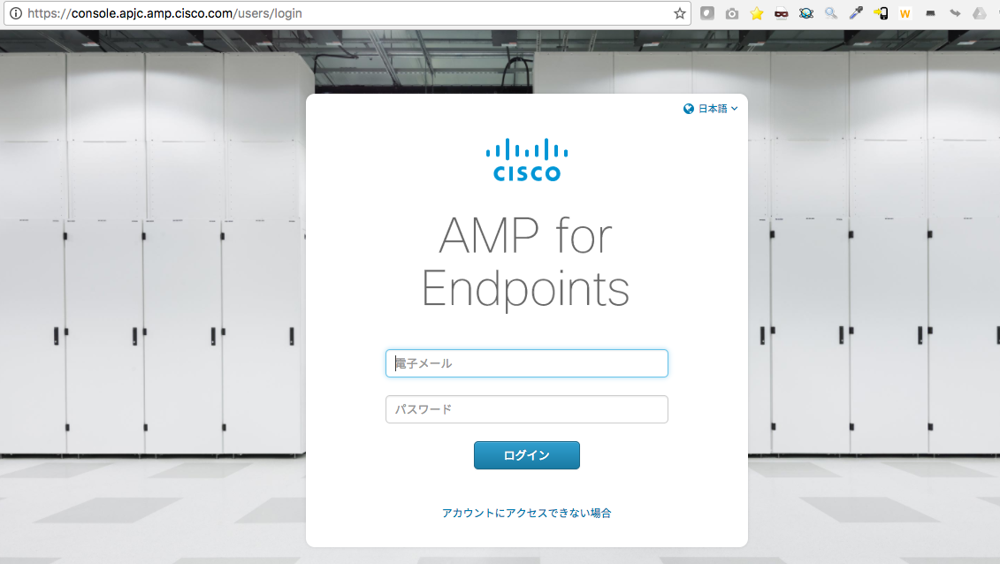 https://console.apjc.amp.cisco.com/users/login
W
日本語
CISCO
AMP for
Endpoints
電子メール
パスワード
ログイン
アカウントにアクセスできない場合